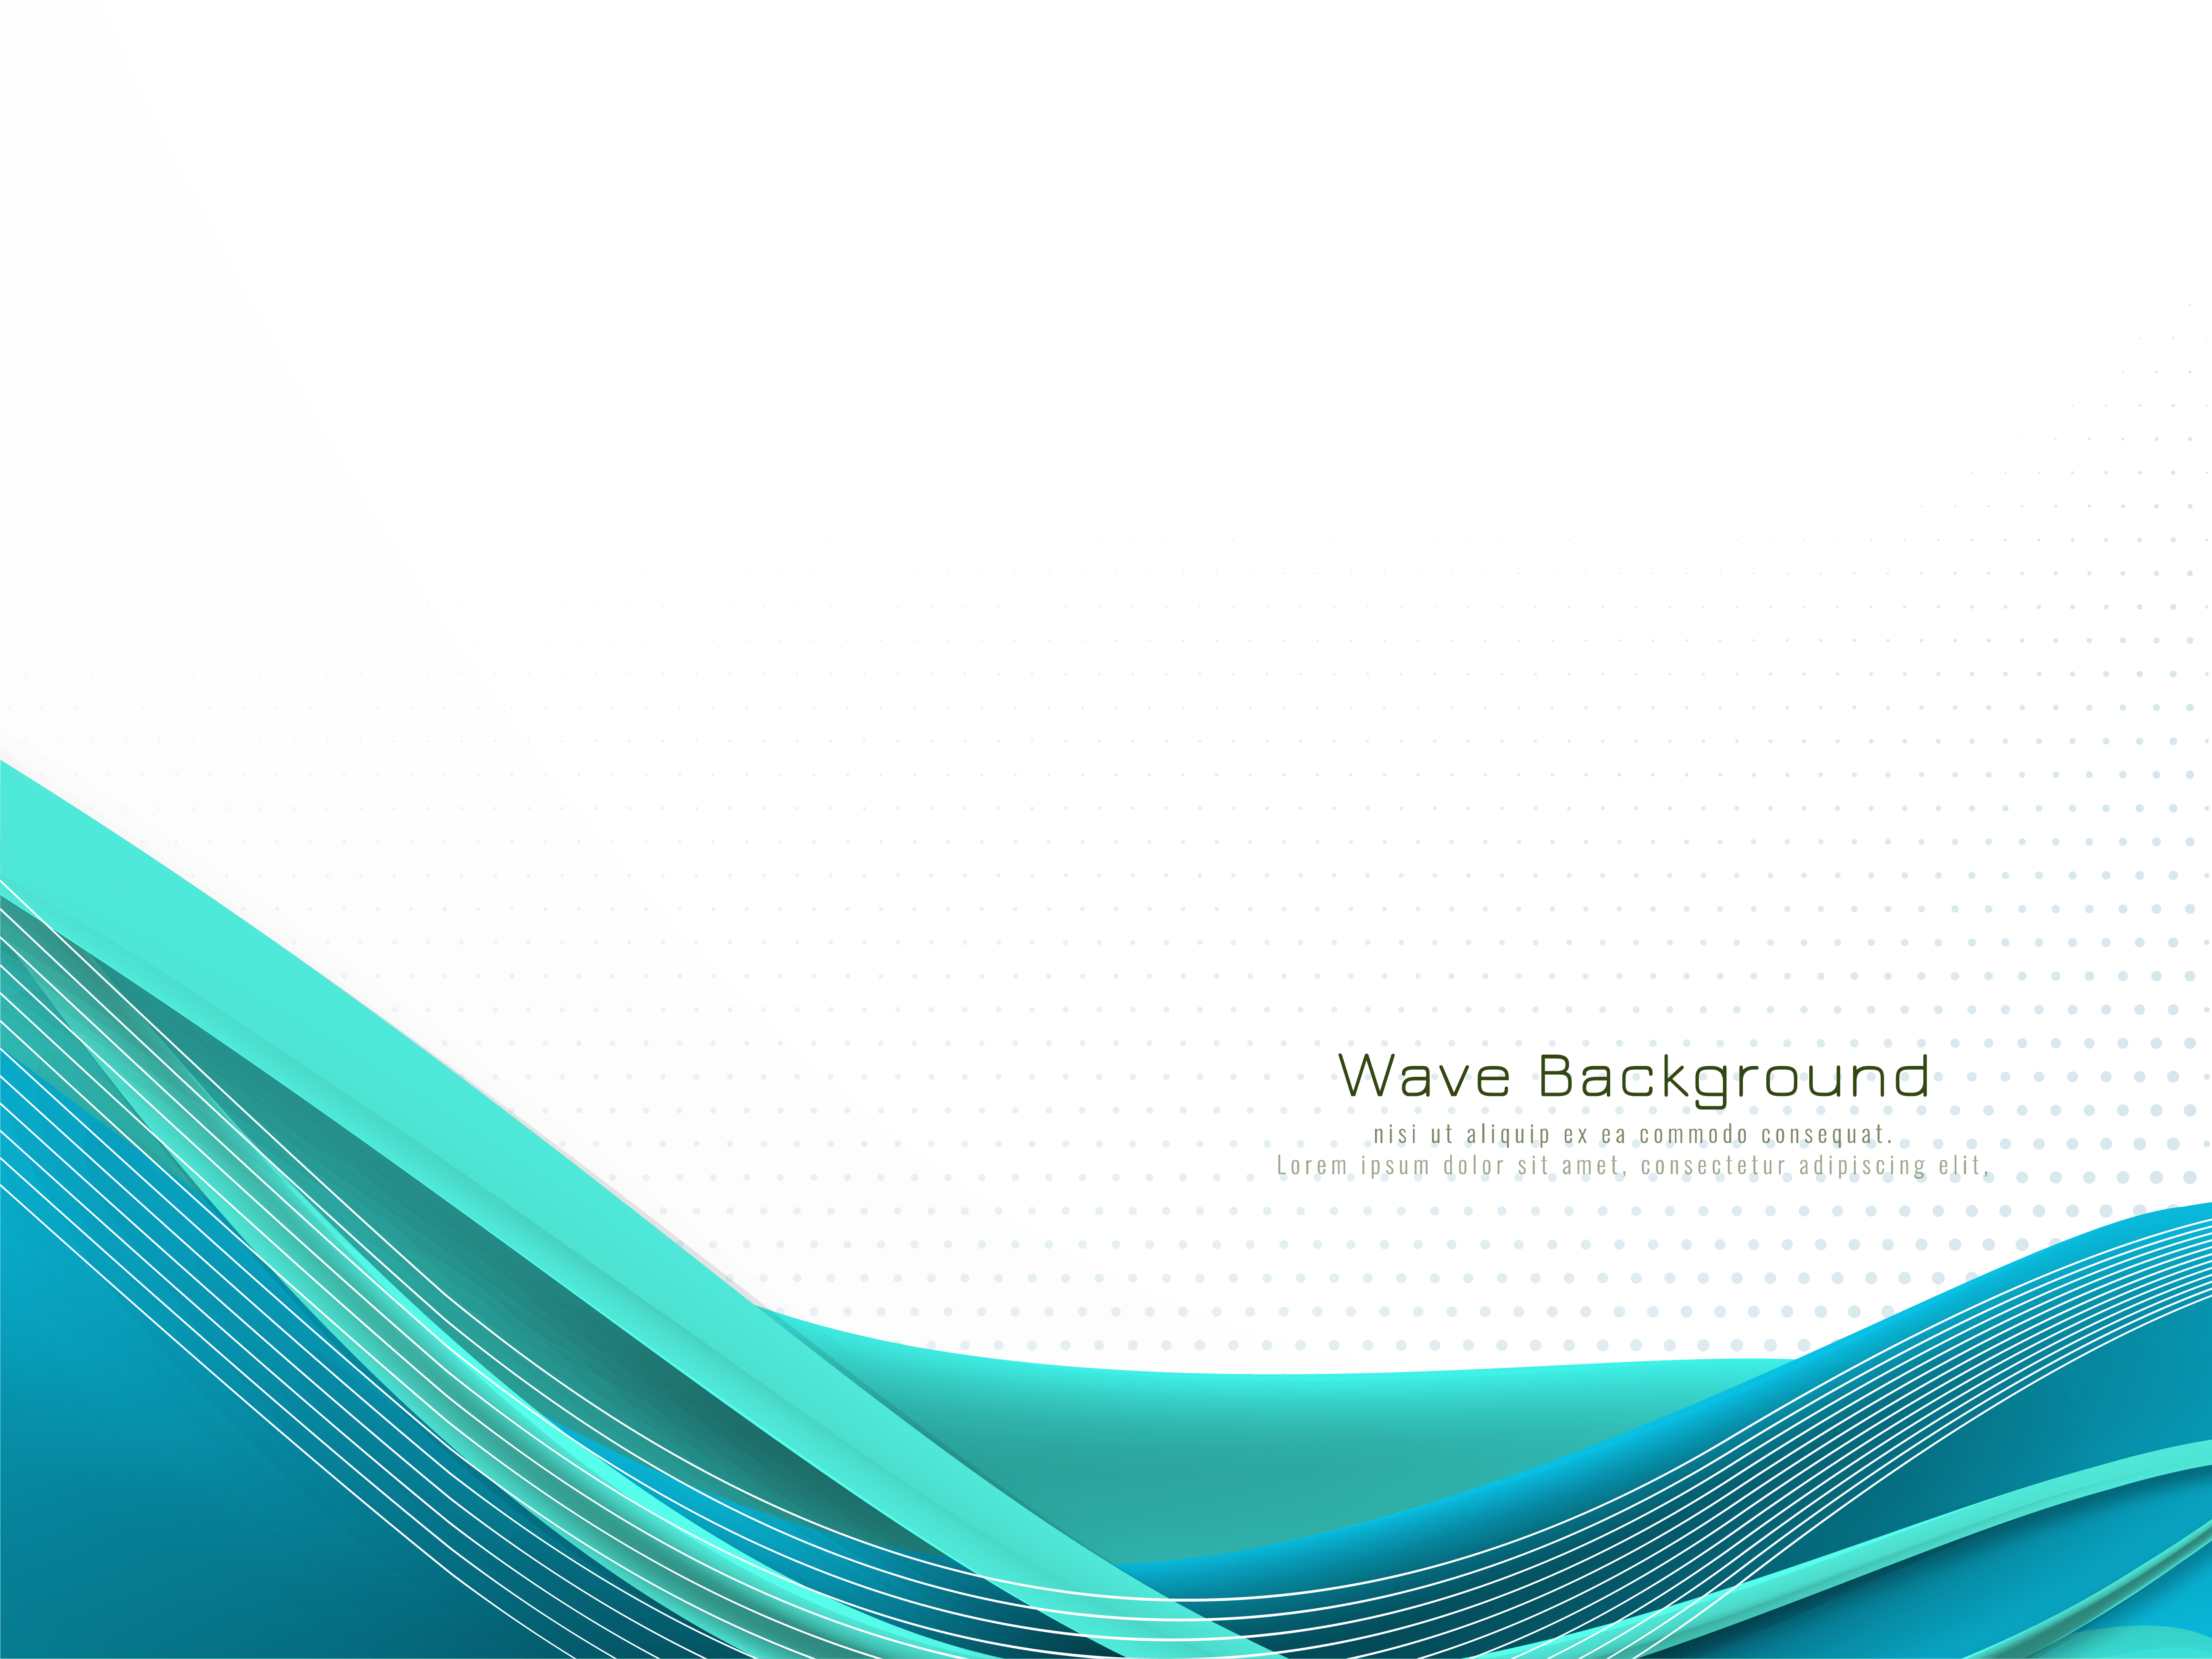 Wave Background
nisi ut aliquip ex ea commodo consequat.
Lorem ipsum dolor sit amet, consectetur adipiscing elit,